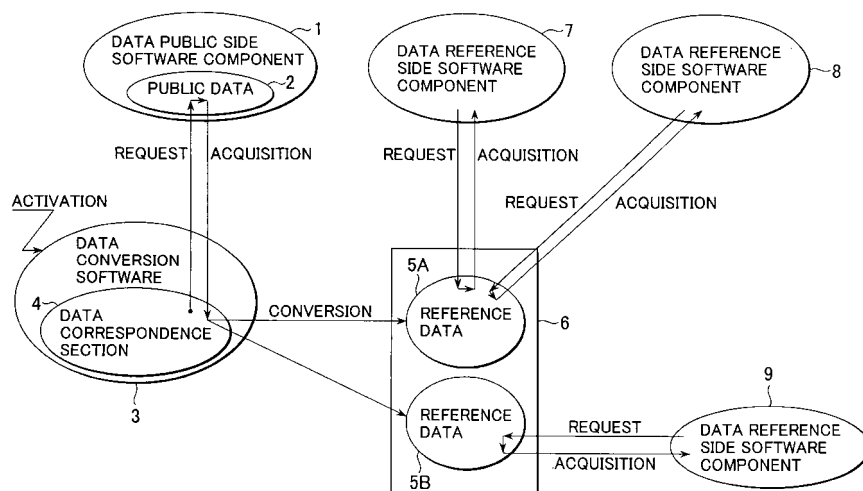 1
DATA PUBLIC SIDE
SOFTWARE COMPONENT
2
PUBLIC DATA
REQUEST
ACQUISITION
7
DATA REFERENCE
SIDE SOFTWARE
COMPONENT
REQUEST
ACQUISITION
DATA REFERENCE
SIDE SOFTWARE
COMPONENT
8
REQUEST
ACQUISITION
ACTIVATION
DATA
CONVERSION
SOFTWARE
4
DATA
CORRESPONDENCE
SECTION
3
CONVERSION
5A
REFERENCE
DATA
6
REFERENCE
DATA
5B
REQUEST
ACQUISITION
9
DATA REFERENCE
SIDE SOFTWARE
COMPONENT